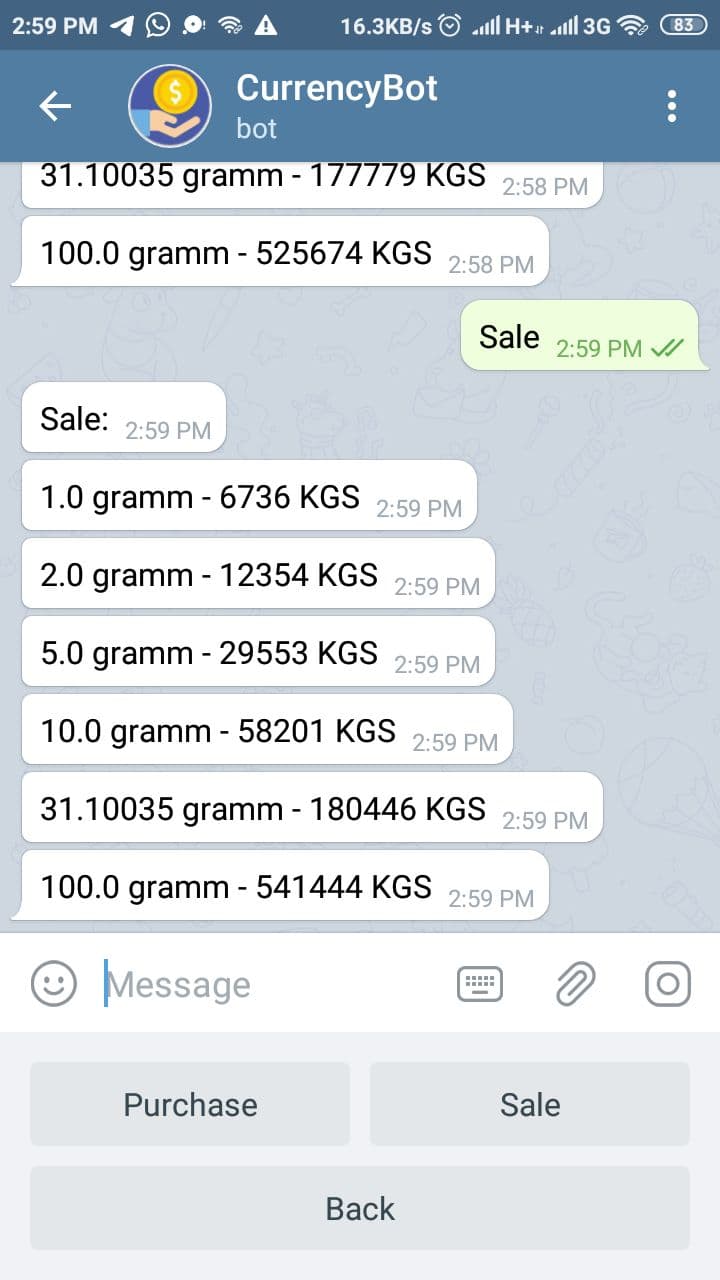 2:59 PM 16.3KB/s H+ 3G 83
CurrencyBot
bot
31.10035 gramm - 177779 KGS 2:58 PM
100.0 gramm - 525674 KGS 2:58 PM
Sale 2:59 PM
Sale: 2:59 PM
1.0 gramm - 6736 KGS 2:59 PM
2.0 gramm - 12354 KGS 2:59 PM
5.0 gramm - 29553 KGS 2:59 PM
10.0 gramm - 58201 KGS 2:59 PM
31.10035 gramm - 180446 KGS 2:59 PM
100.0 gramm - 541444 KGS 2:59 PM
Message
Purchase Sale
Back